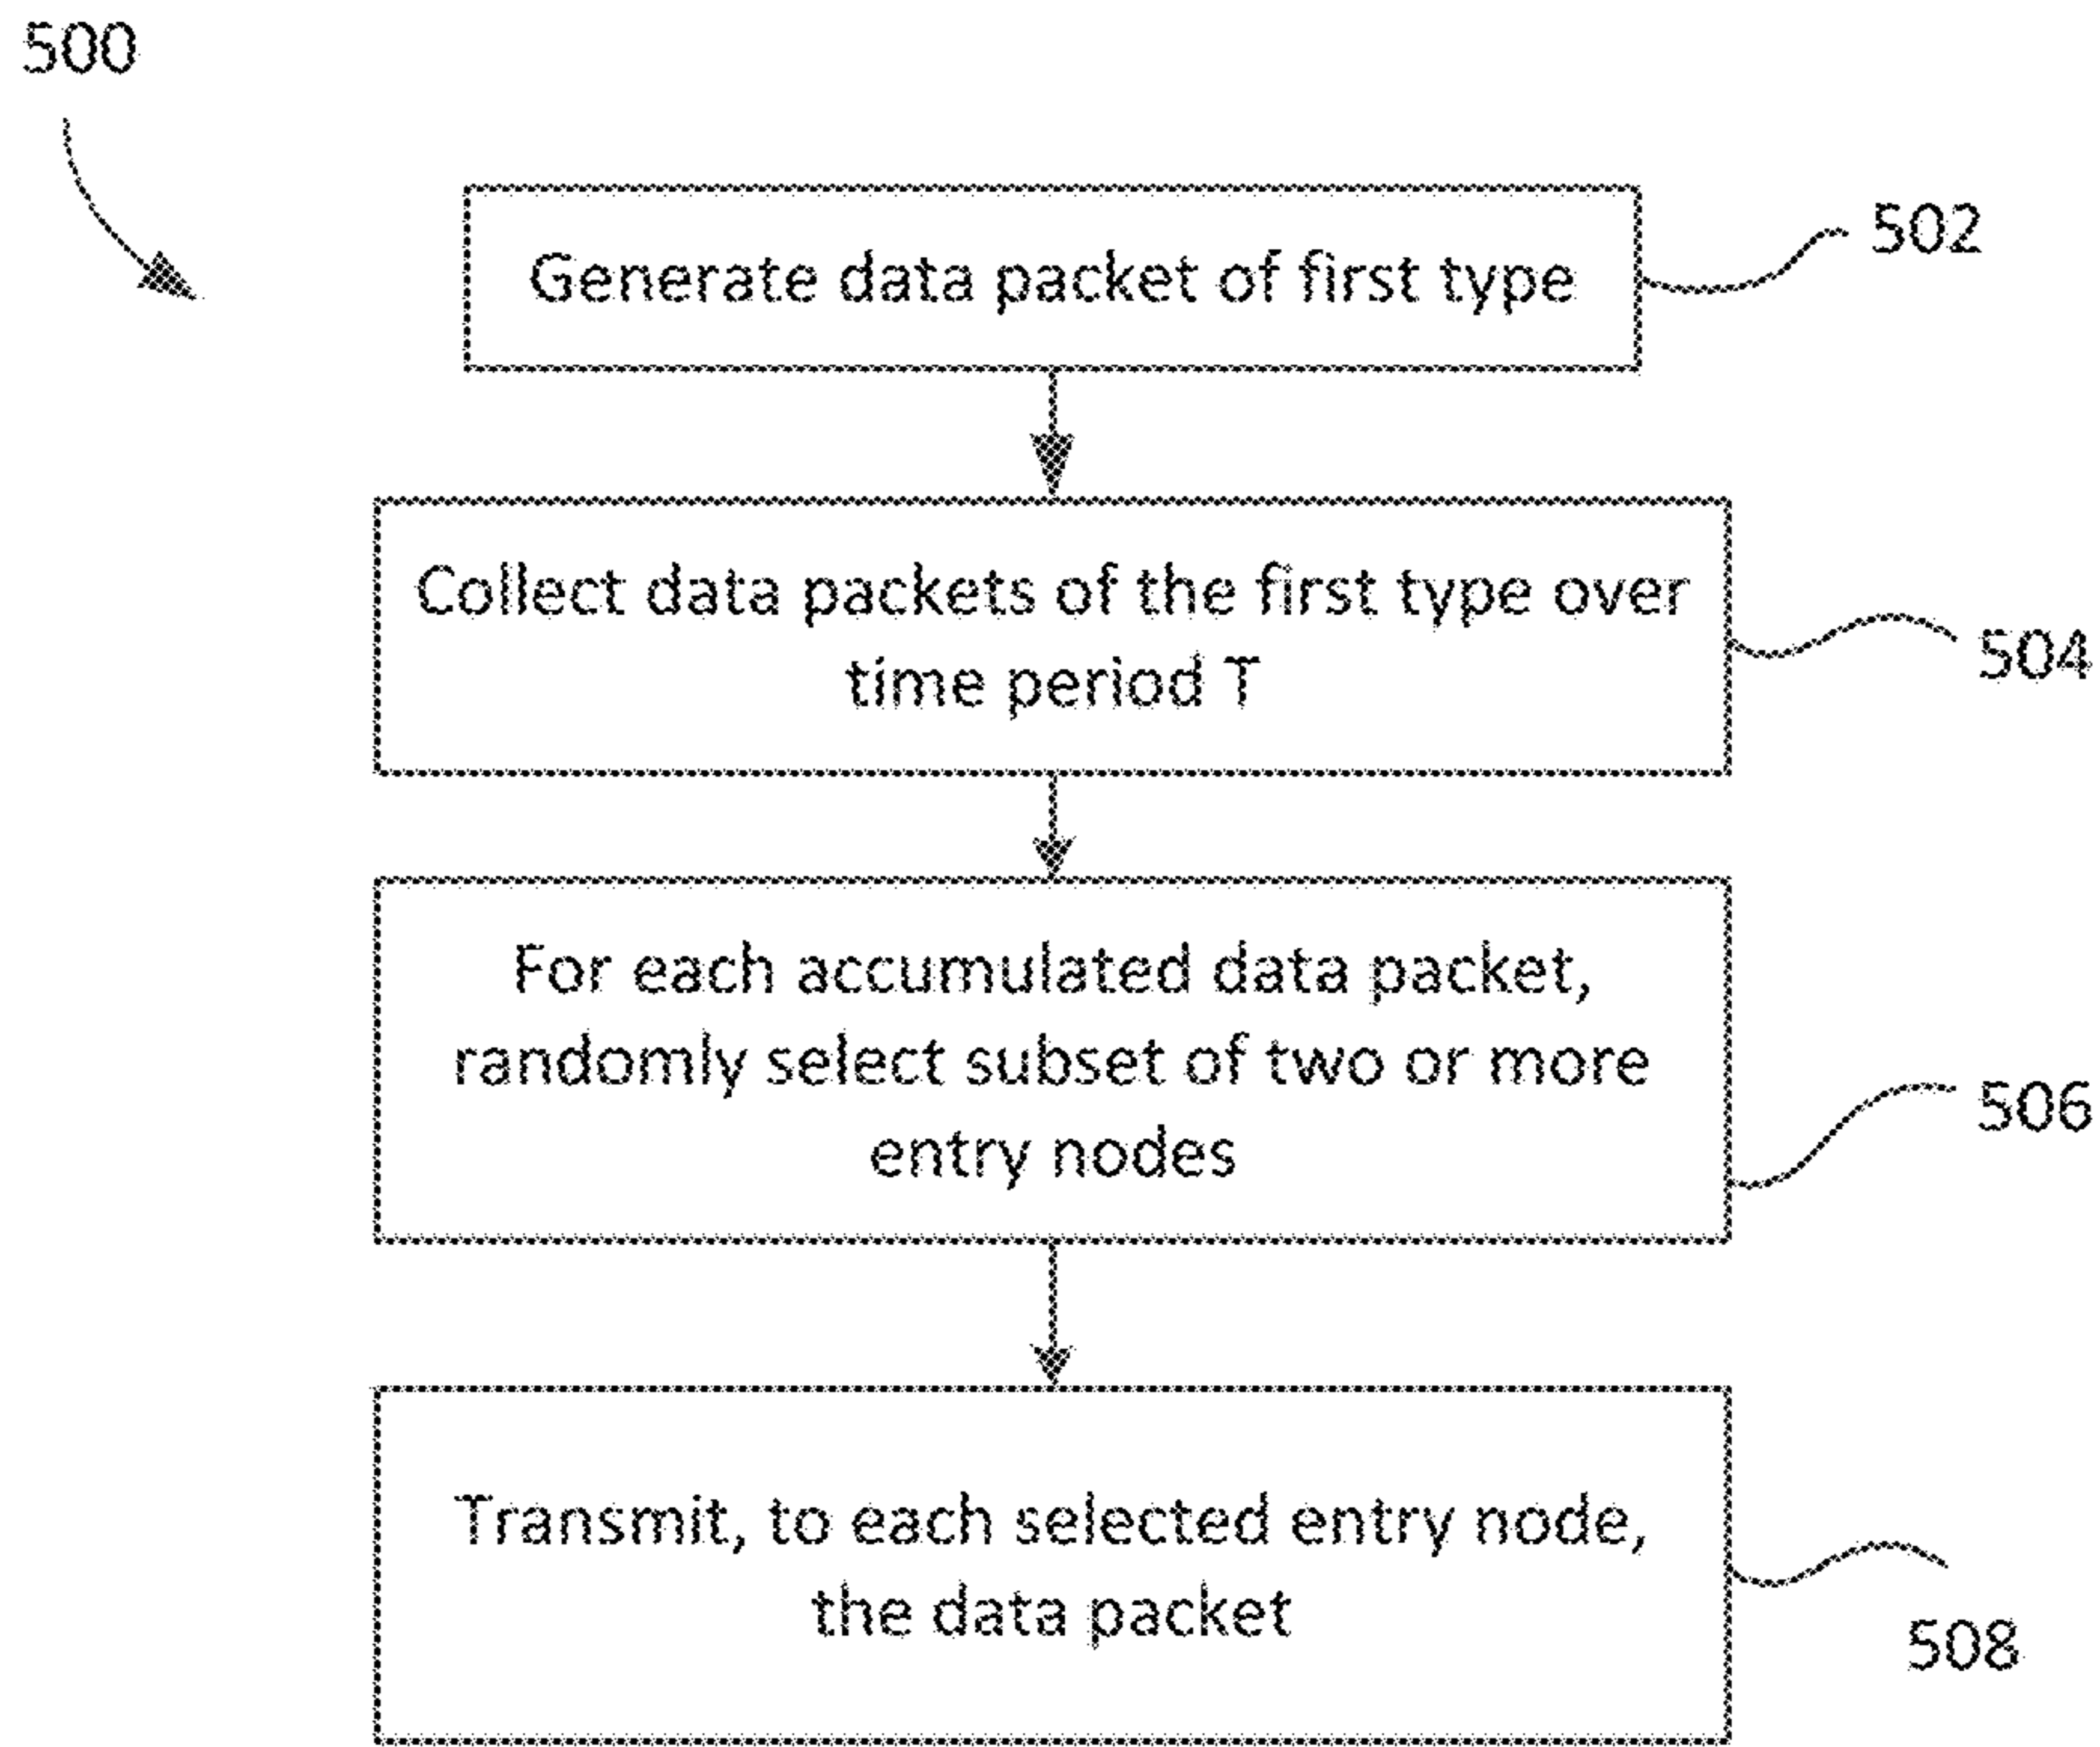 500
Generate data packet of first type
502
Collect data packets of the first type over
time period T
504
For each accumulated data packet,
randomly select subset of two or more
entry nodes
506
Transmit, to each selected entry node,
the data packet
508